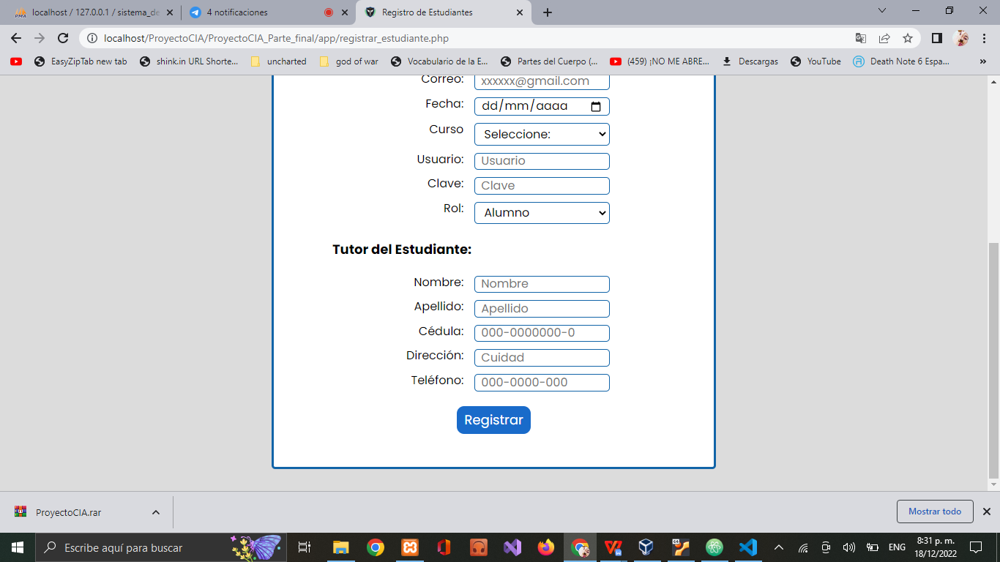 localhost / 127.0.0.1 / sistema_de
4 notificaciones
Registro de Estudiantes
localhost/ProyectoCIA/ProyectoCIA_Parte_final/app/registrar_estudiante.php
EasyZipTab new tab
shink.in URL Shorte...
uncharted
god of war
Vocabulario de la E...
Partes del Cuerpo (...
(459) ¡NO ME ABRE...
Descargas
YouTube
Death Note 6 Espa...
»
Correo: xxxxxx@gmail.com
Fecha: dd/mm/aaaa
Curso Seleccione:
Usuario: Usuario
Clave: Clave
Rol: Alumno
Tutor del Estudiante:
Nombre: Nombre
Apellido: Apellido
Cédula: 000-0000000-0
Dirección: Cuidad
Teléfono: 000-0000-000
Registrar
ProyectoCIA.rar
Mostrar todo
Escribe aquí para buscar
ENG
8:31 p. m.
18/12/2022